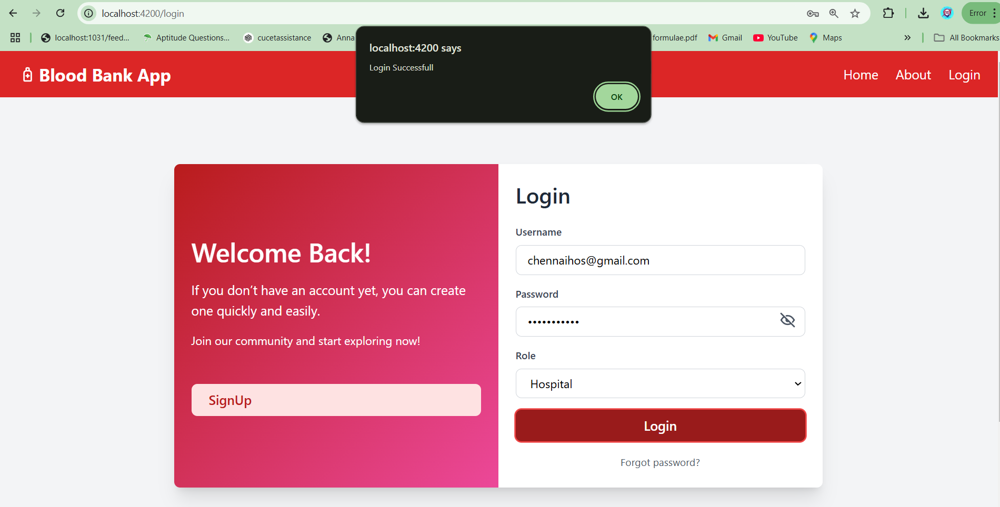 localhost:4200/login
Error
localhost:1031/feed...
Aptitude Questions...
cucetassistance
Anna
formulae.pdf
Gmail
YouTube
Maps
All Bookmarks
localhost:4200 says
Login Successfull
OK
Blood Bank App
Home
About
Login
Welcome Back!
If you don’t have an account yet, you can create
one quickly and easily.
Join our community and start exploring now!
SignUp
Login
Username
chennaihos@gmail.com
Password
•••••••••••
Role
Hospital
Login
Forgot password?